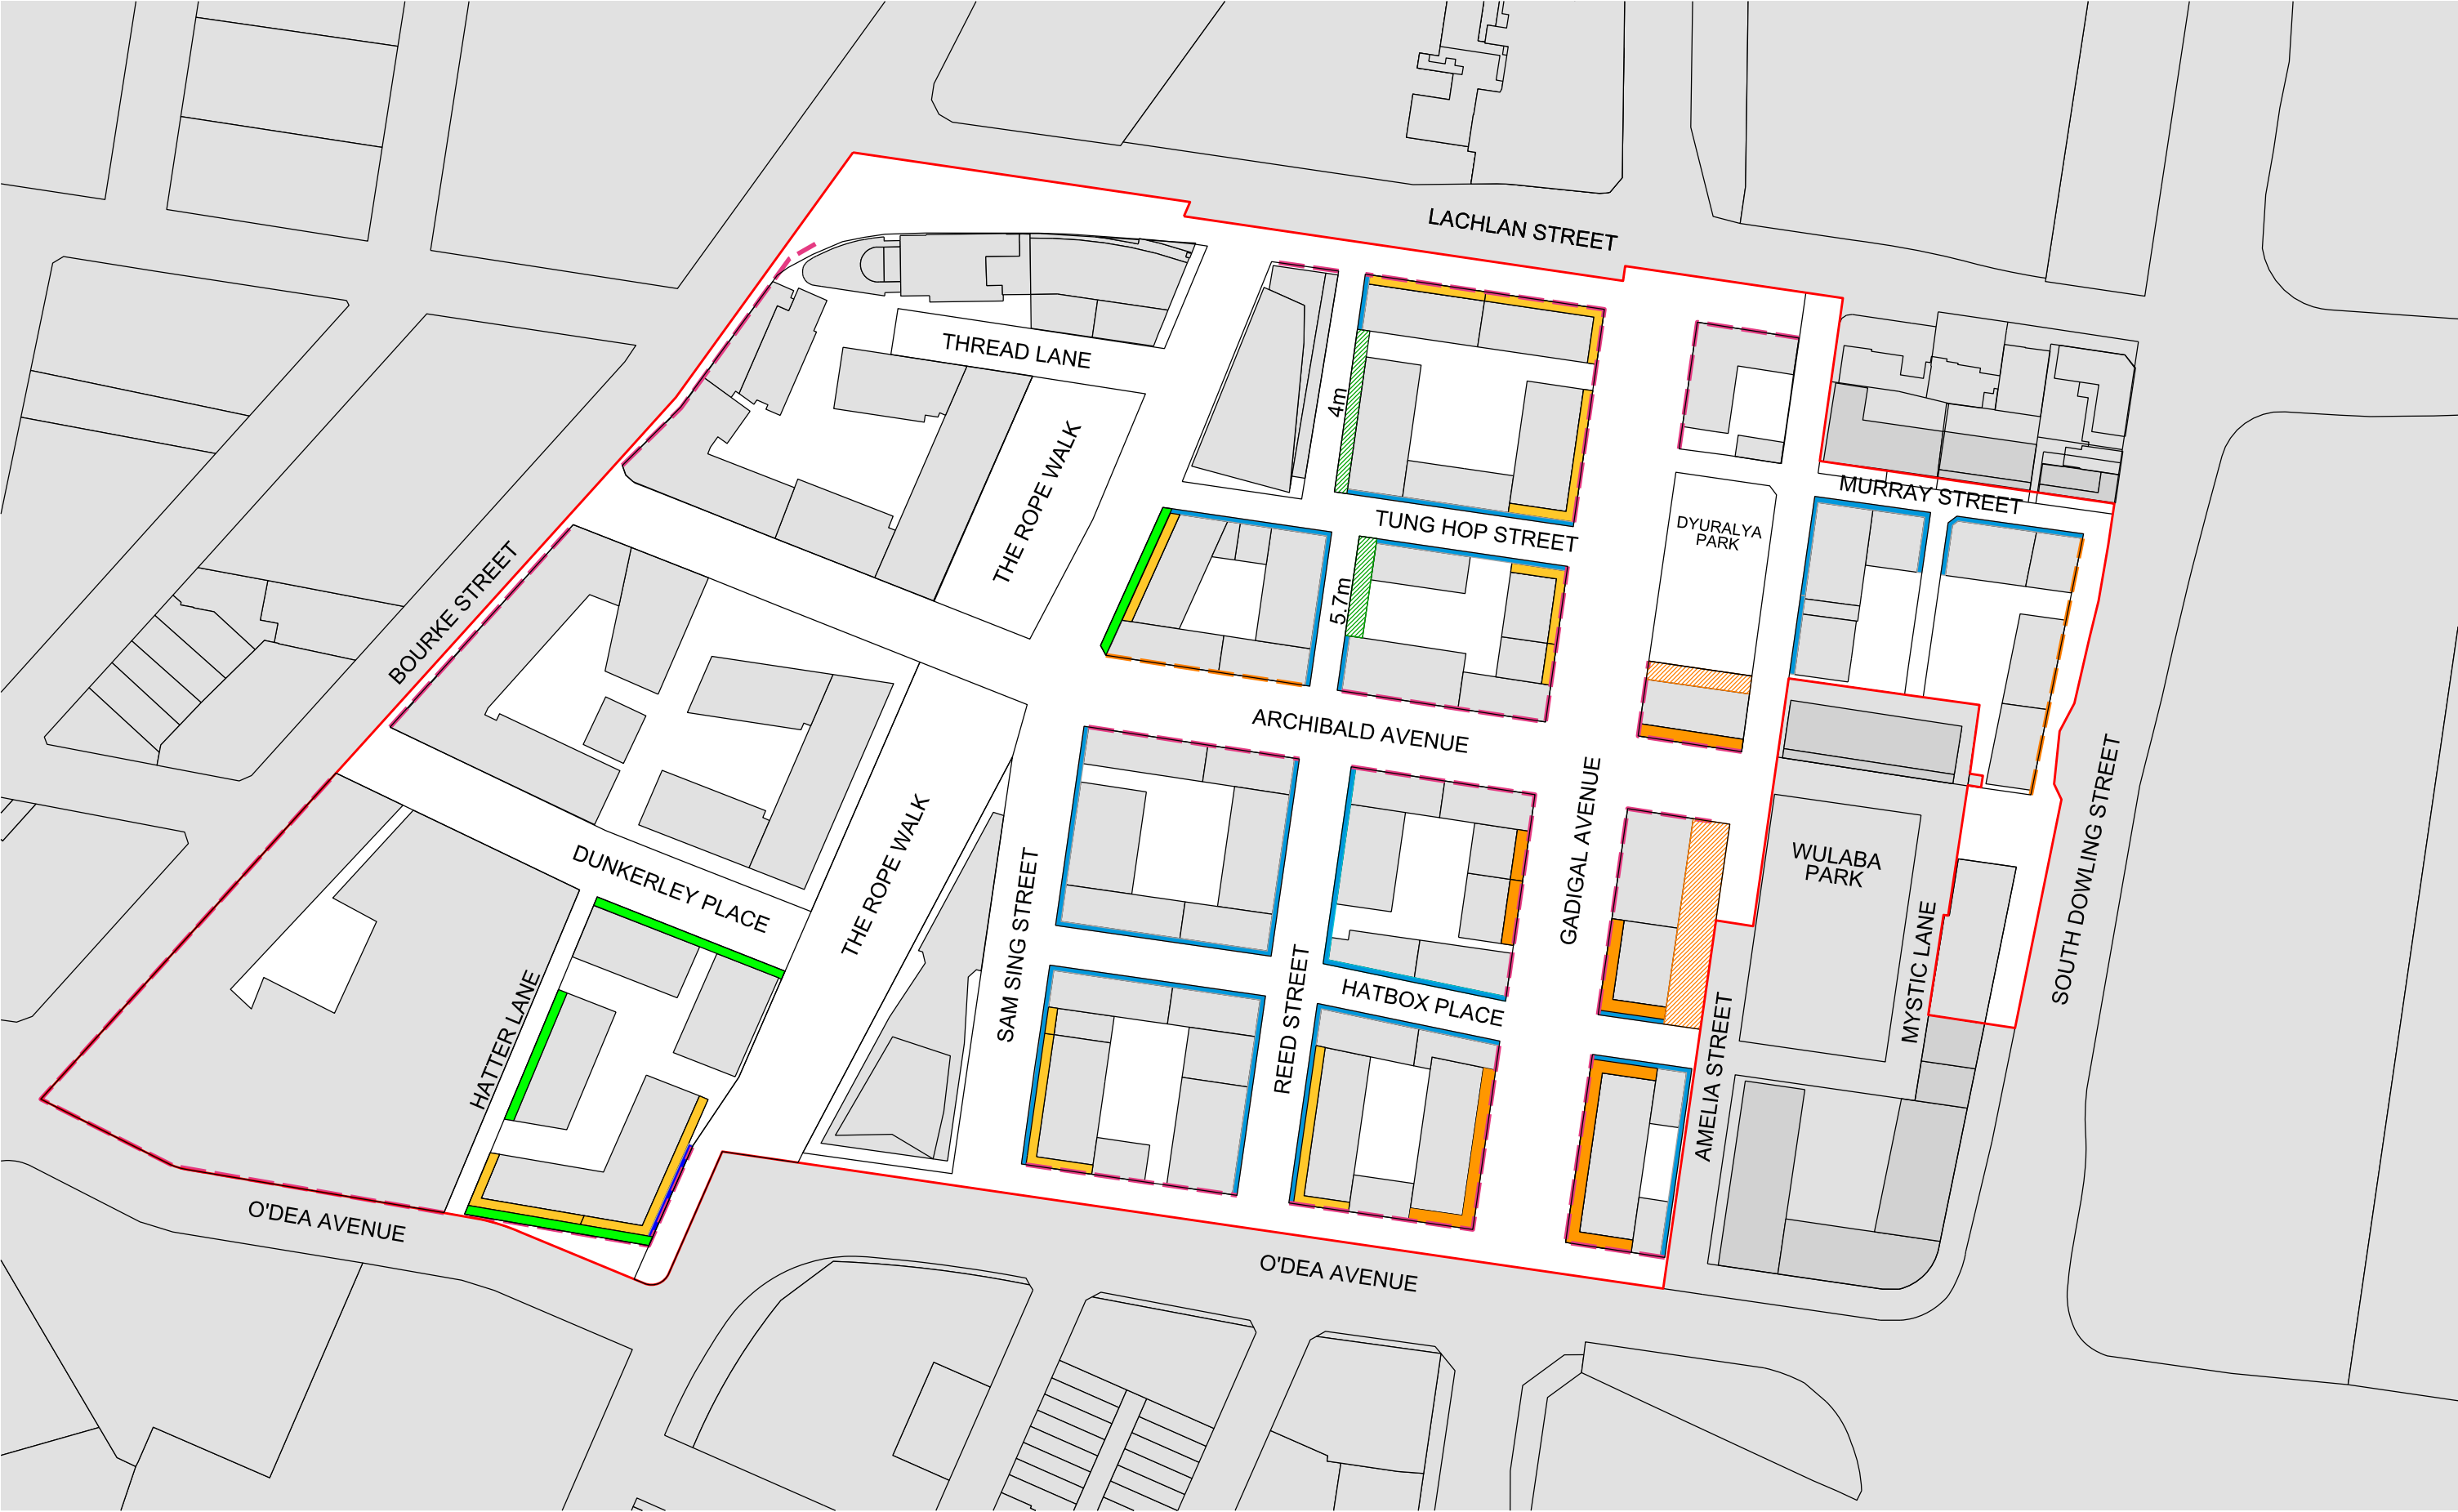 LACHLAN STREET
THREAD LANE
4m
THE ROPE WALK
MURRAY STREET
TUNG HOP STREET
DYURALYA
PARK
BOURKE STREET
5.7m
ARCHIBALD AVENUE
SOUTH DOWLING STREET
GADIGAL AVENUE
THE ROPE WALK
WULABA
PARK
DUNKERLEY PLACE
SAM SING STREET
MYSTIC LANE
HATTER LANE
REED STREET
HATBOX PLACE
AMELIA STREET
O'DEA AVENUE
O'DEA AVENUE